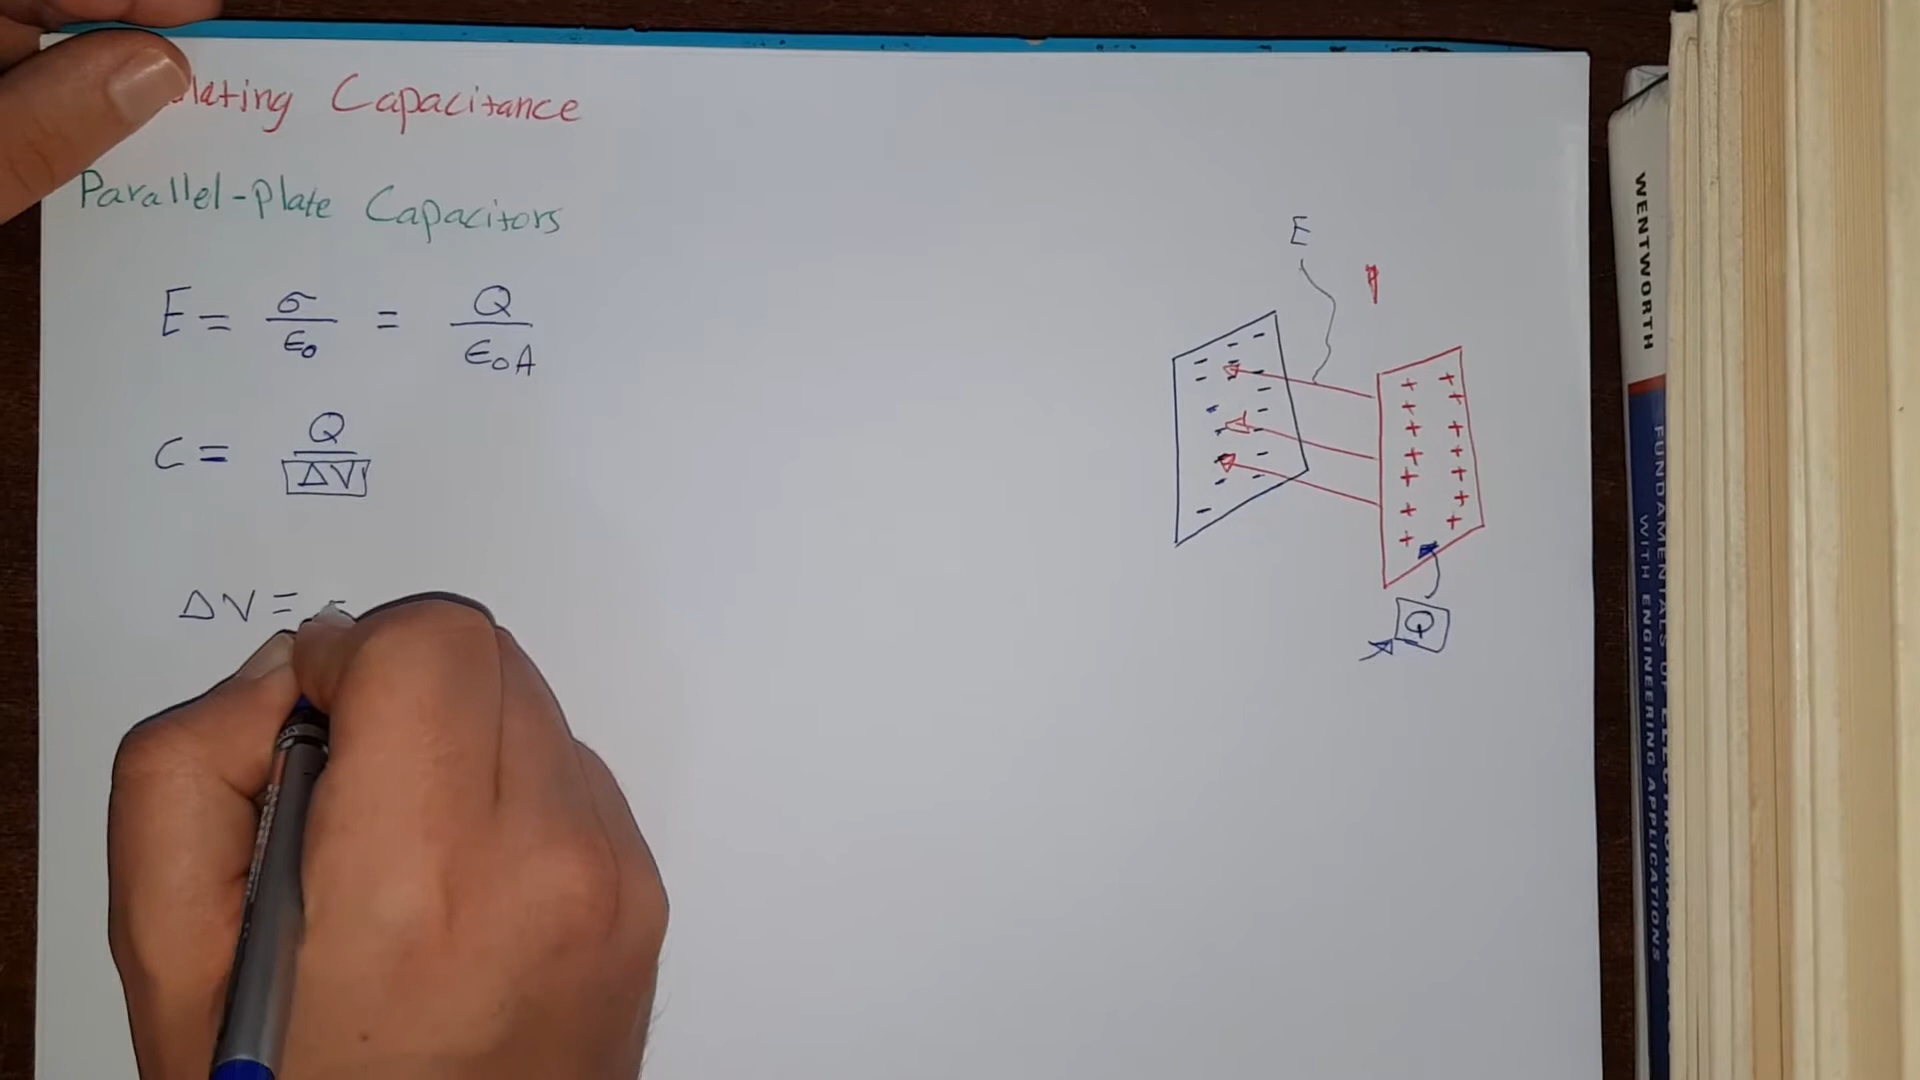 lating Capacitance
Parallel-Plate Capacitors
E = σ/ε₀ = Q/ε₀A
C = Q/ΔV
ΔV =
E
Q
WENTWORTH
FUNDAMENTALS OF
WITH ENGINEERING APPLICATIONS